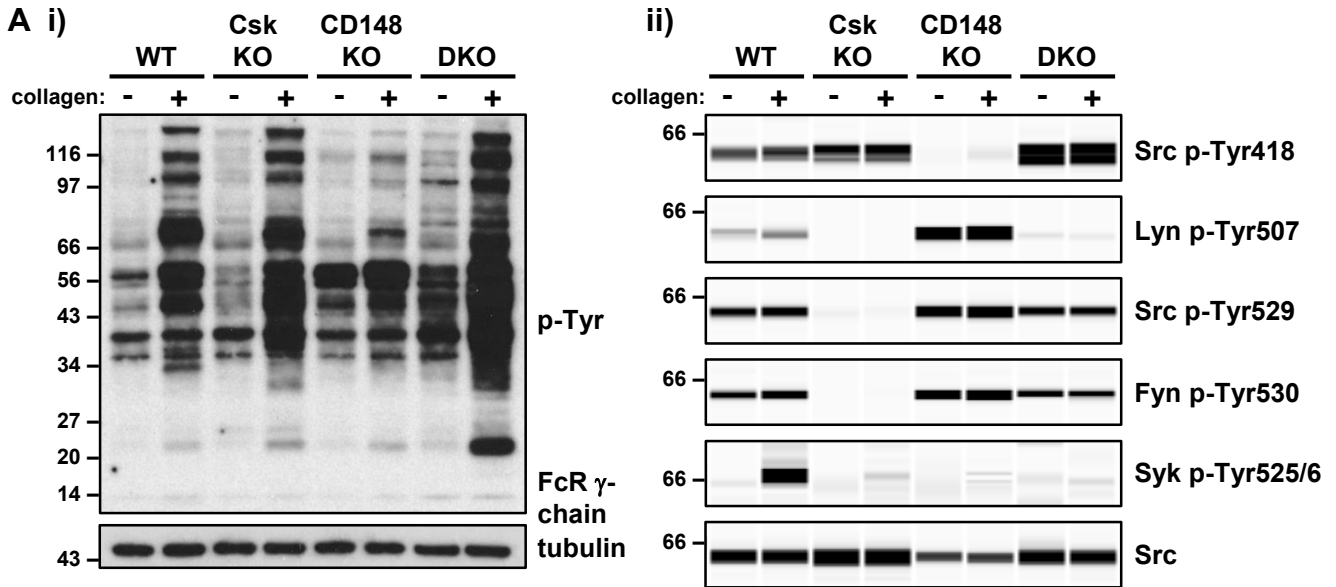 A i)
Csk CD148
WT KO KO DKO
collagen: - + - + - + - +
116
97
66
56
43
34
27
20
14
p-Tyr
FcR γ-
chain
43
tubulin
ii)
Csk CD148
WT KO KO DKO
collagen: - + - + - + - +
66
Src p-Tyr418
66
Lyn p-Tyr507
66
Src p-Tyr529
66
Fyn p-Tyr530
66
Syk p-Tyr525/6
66
Src